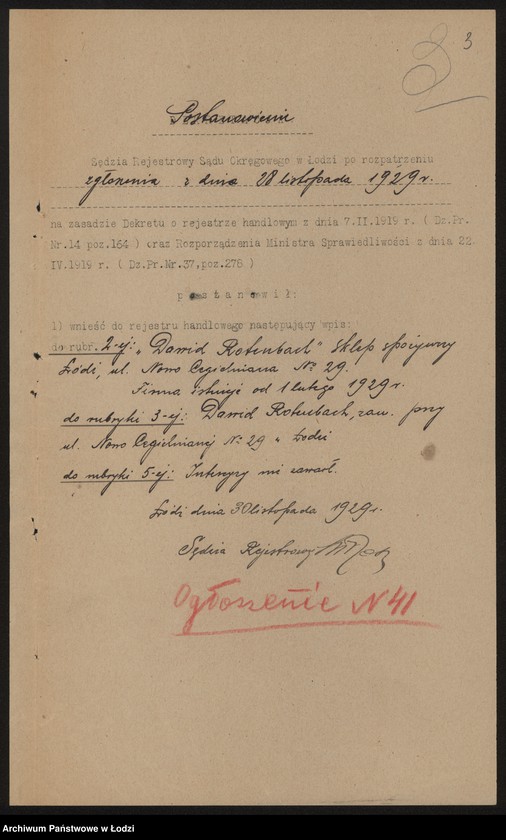 3
Postanowienie
Sędzia Rejestrowy Sądu Okręgowego w Łodzi po rozpatrzeniu
zgłoszenia z dnia 28 listopada 1929 r.
na zasadzie Dekretu o rejestrze handlowym z dnia 7.II.1919 r. ( Dz.Pr.
Nr.14 poz.164 ) oraz Rozporządzenia Ministra Sprawiedliwości z dnia 22
IV.1919 r. ( Dz.Pr.Nr.37,poz.278 )
p o s t a n o w i ł:
1) wnieść do rejestru handlowego następujący wpis:
do rubr. 2-ej: „Dawid Rotenbach" sklep spożywczy
Łódź, ul. Nowo Cegielniana Nº 29.
Firma istnieje od 1 lutego 1929 r.
do rubryki 3-ej: Dawid Rotenbach, zam. przy
ul. Nowo Cegielnianej Nº 29 w Łodzi
do rubryki 5-ej: Intercyzy nie zawarł.
Łódź dnia 30 listopada 1929 r.
Sędzia Rejestrowy
Ogłoszenie N 41
Archiwum Państwowe w Łodzi